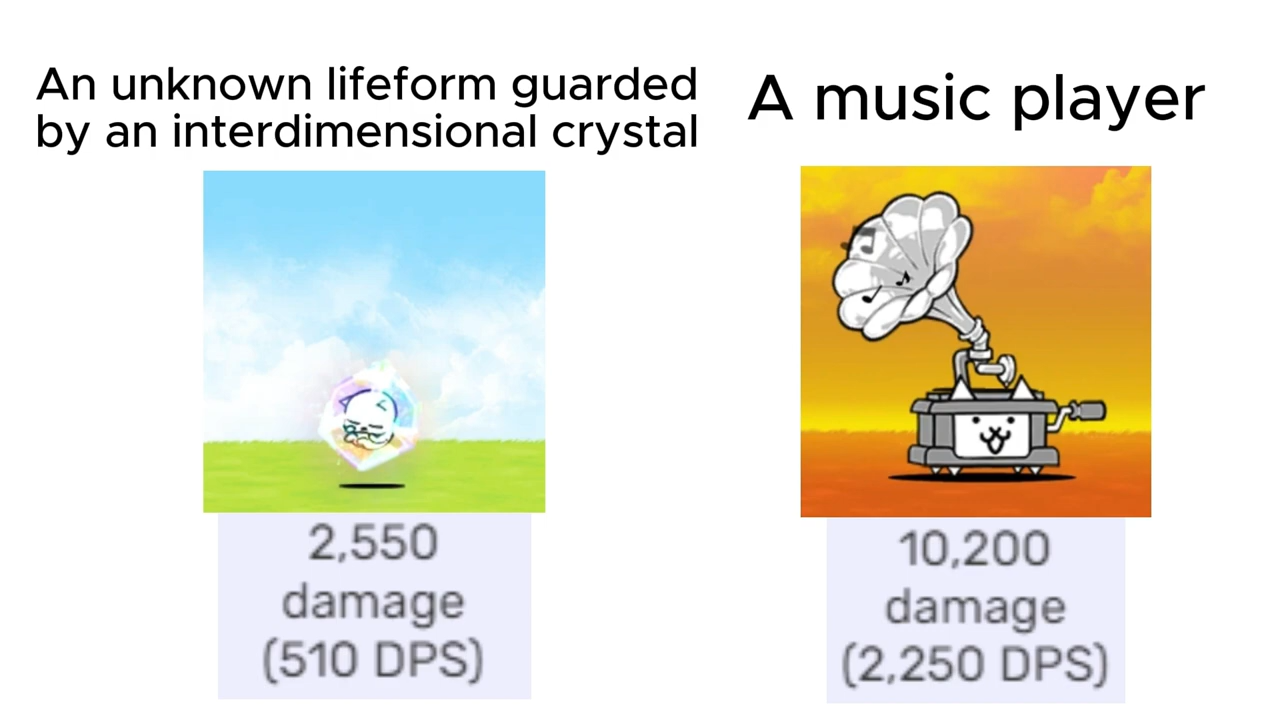 An unknown lifeform guarded
by an interdimensional crystal
A music player
2,550
damage
(510 DPS)
10,200
damage
(2,250 DPS)